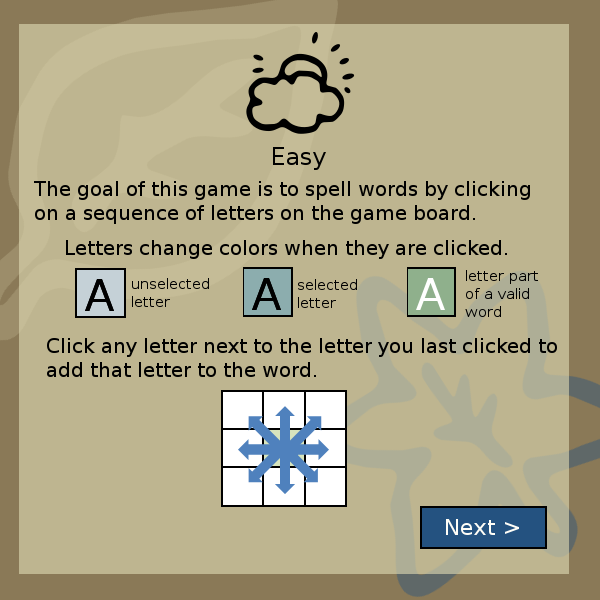 Easy
The goal of this game is to spell words by clicking
on a sequence of letters on the game board.
Letters change colors when they are clicked.
A unselected
letter
A selected
letter
A letter part
of a valid
word
Click any letter next to the letter you last clicked to
add that letter to the word.
Next >